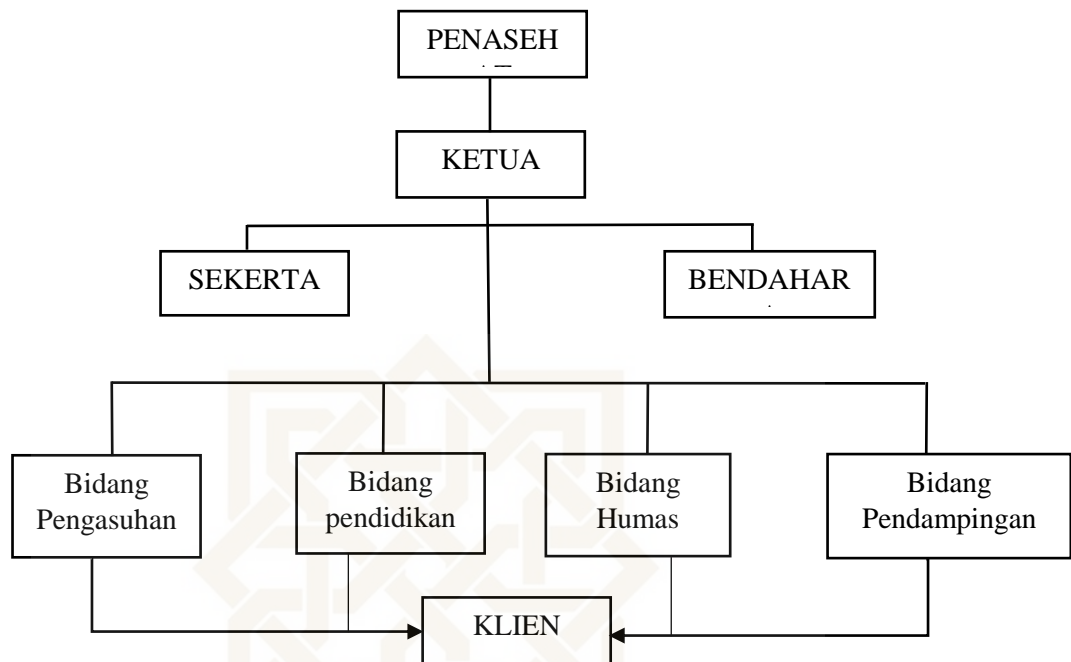 PENASEH
KETUA
SEKERTA
BENDAHAR
Bidang
Pengasuhan
Bidang
pendidikan
Bidang
Humas
Bidang
Pendampingan
KLIEN